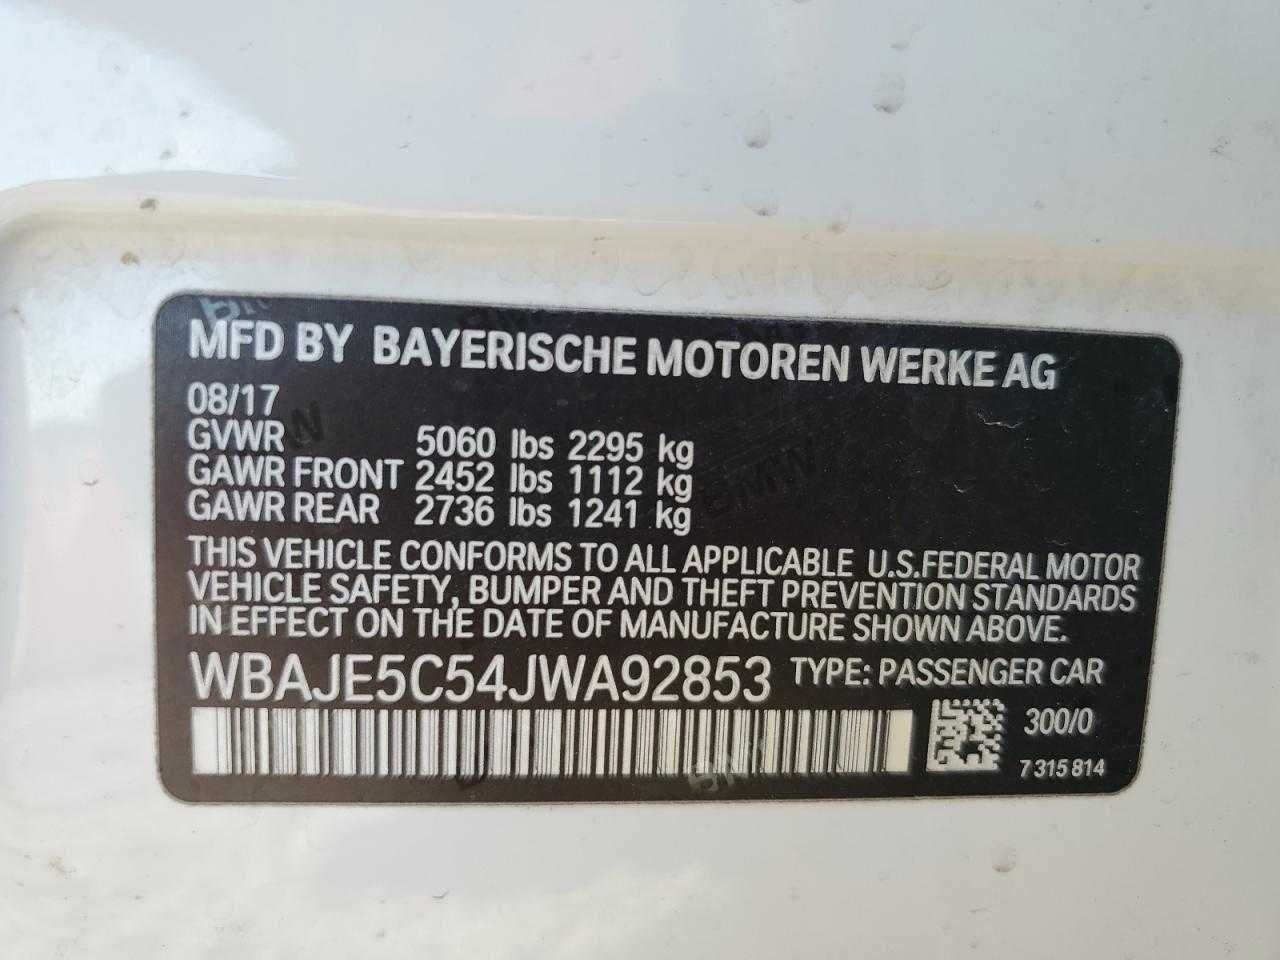 MFD BY BAYERISCHE MOTOREN WERKE AG
08/17
GVWR 5060 lbs 2295 kg
GAWR FRONT 2452 lbs 1112 kg
GAWR REAR 2736 lbs 1241 kg
THIS VEHICLE CONFORMS TO ALL APPLICABLE U.S.FEDERAL MOTOR
VEHICLE SAFETY, BUMPER AND THEFT PREVENTION STANDARDS
IN EFFECT ON THE DATE OF MANUFACTURE SHOWN ABOVE.
WBAJE5C54JWA92853 TYPE: PASSENGER CAR
300/0
7 315 814
BMW